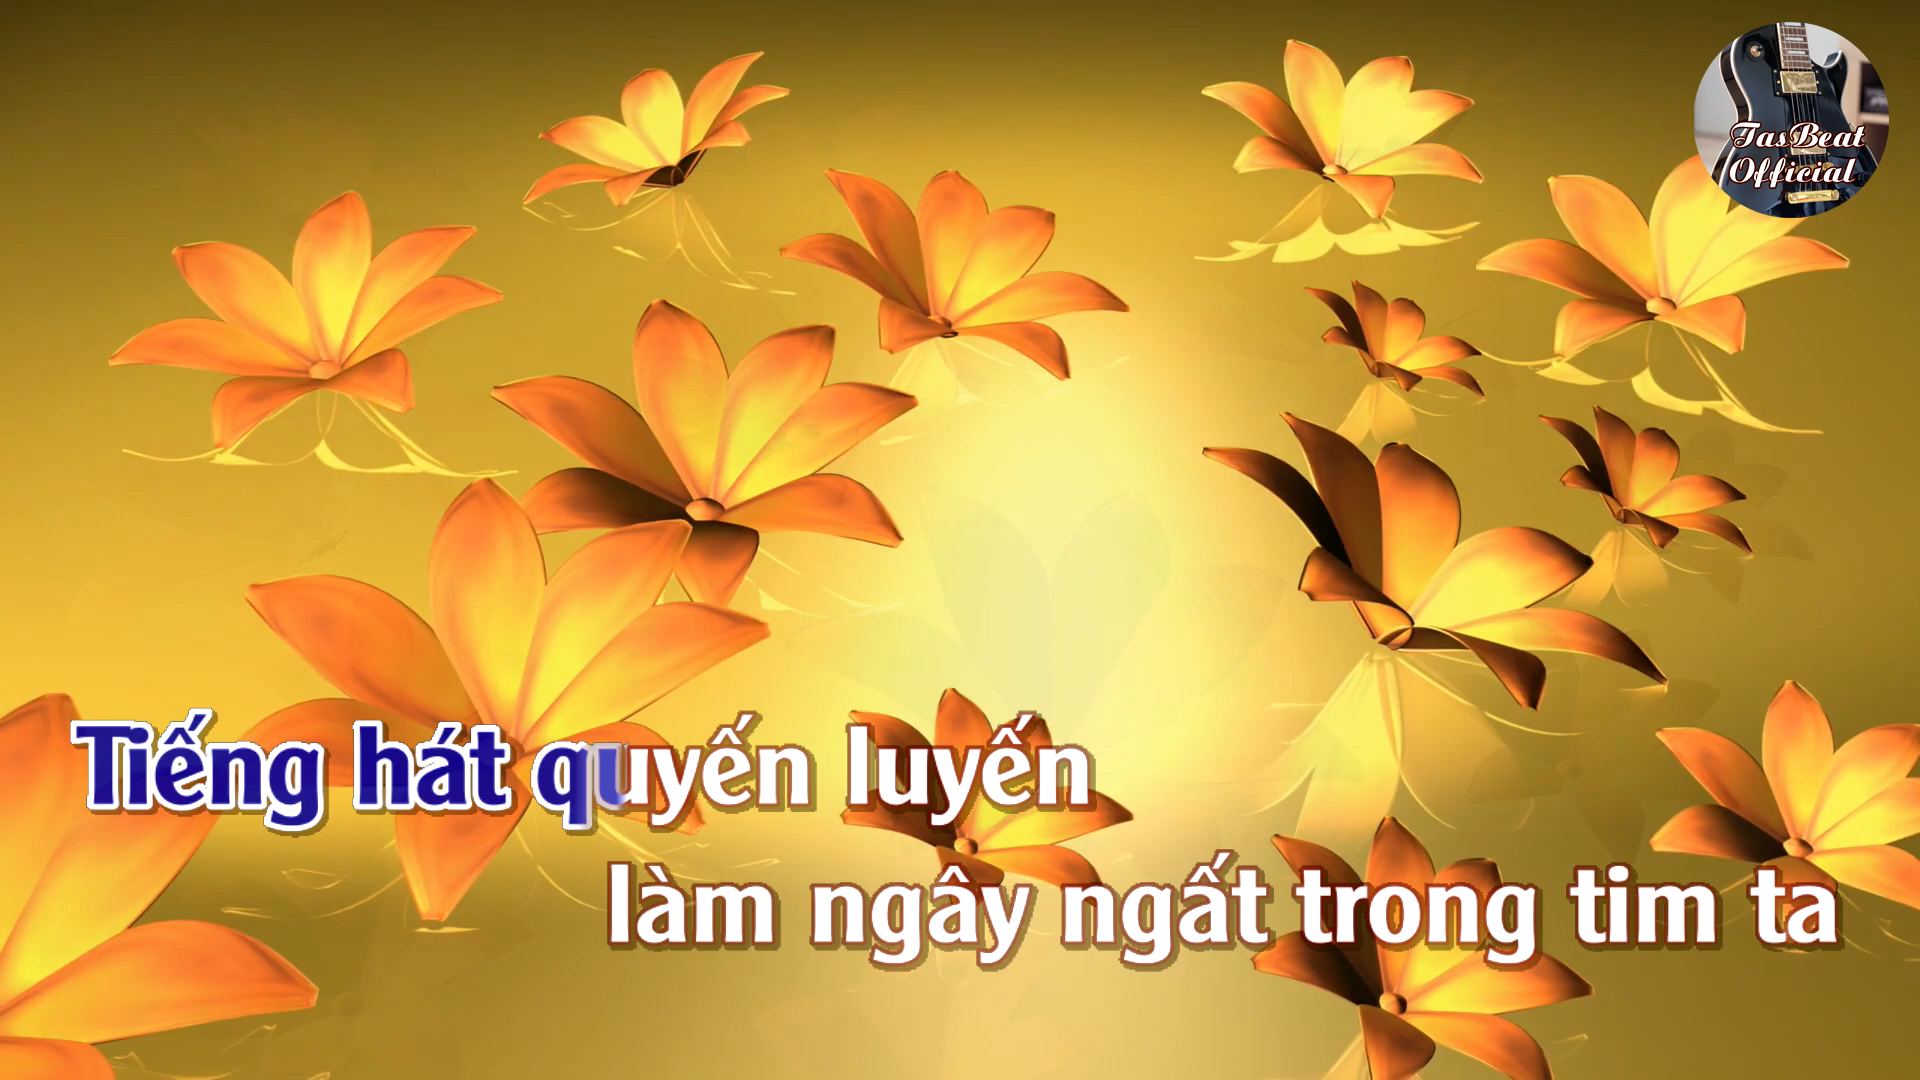 TasBeat
Official
Tiếng hát quyến luyến
làm ngây ngất trong tim ta